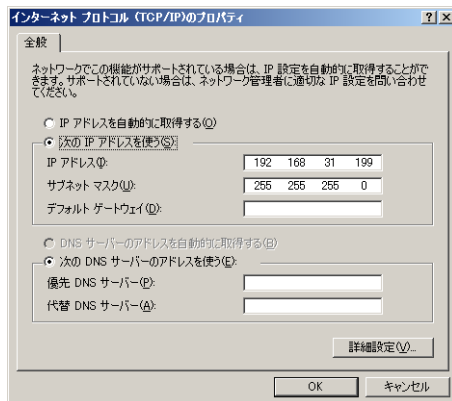 インターネット プロトコル (TCP/IP)のプロパティ
全般
ネットワークでこの機能がサポートされている場合は、IP 設定を自動的に取得することがで
きます。サポートされていない場合は、ネットワーク管理者に適切な IP 設定を問い合わせ
てください。
IP アドレスを自動的に取得する(O)
次の IP アドレスを使う(S):
IP アドレス(I): 192 168 31 199
サブネット マスク(U): 255 255 255 0
デフォルト ゲートウェイ(D):
DNS サーバーのアドレスを自動的に取得する(B)
次の DNS サーバーのアドレスを使う(E):
優先 DNS サーバー(P):
代替 DNS サーバー(A):
詳細設定(V)...
OK キャンセル